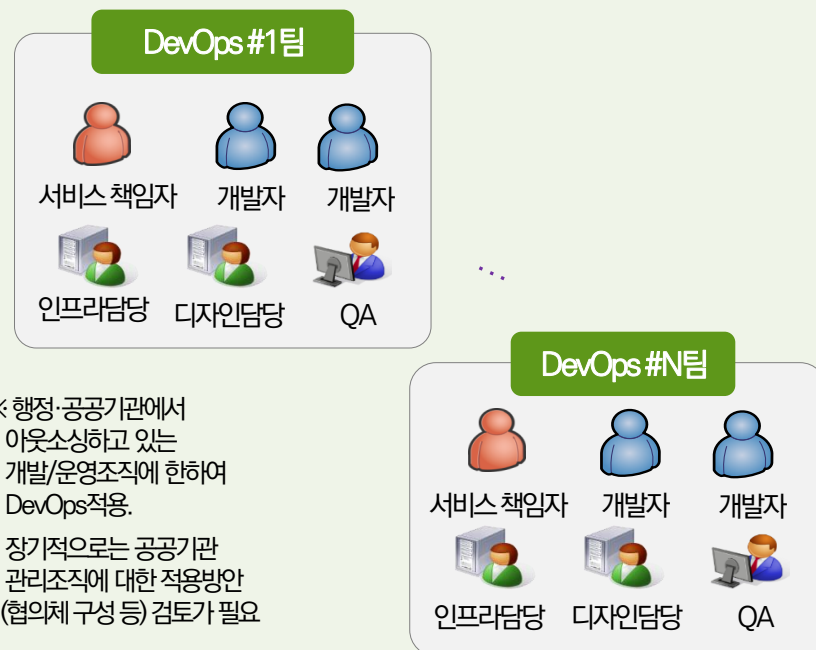 DevOps #1팀
서비스 책임자 개발자 개발자
인프라담당 디자인담당 QA
...
DevOps #N팀
서비스 책임자 개발자 개발자
인프라담당 디자인담당 QA
※ 행정·공공기관에서
아웃소싱하고 있는
개발/운영조직에 한하여
DevOps적용.
장기적으로는 공공기관
관리조직에 대한 적용방안
(협의체 구성 등) 검토가 필요